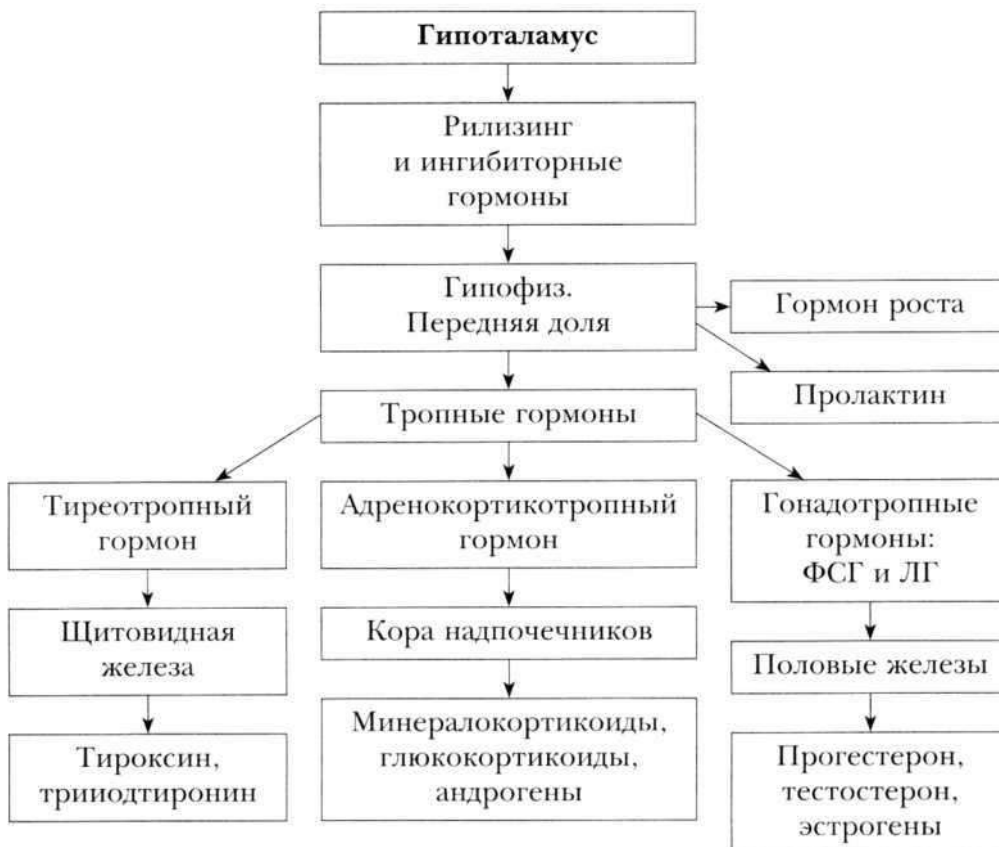 Гипоталамус
Рилизинг
и ингибиторные
гормоны
Гипофиз.
Передняя доля
Гормон роста
Пролактин
Тропные гормоны
Тиреотропный
гормон
Адренокортикотропный
гормон
Гонадотропные
гормоны:
ФСГ и ЛГ
Щитовидная
железа
Кора надпочечников
Половые железы
Тироксин,
трииодтиронин
Минералокортикоиды,
глюкокортикоиды,
андрогены
Прогестерон,
тестостерон,
эстрогены